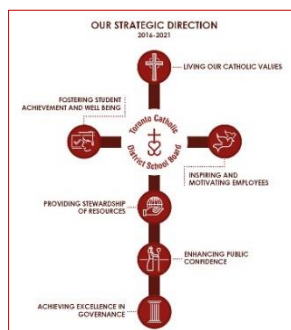 OUR STRATEGIC DIRECTION
2016-2021
LIVING OUR CATHOLIC VALUES
FOSTERING STUDENT
ACHIEVEMENT AND WELL BEING
Toronto Catholic
District School Board
INSPIRING AND
MOTIVATING EMPLOYEES
PROVIDING STEWARDSHIP
OF RESOURCES
ENHANCING PUBLIC
CONFIDENCE
ACHIEVING EXCELLENCE IN
GOVERNANCE